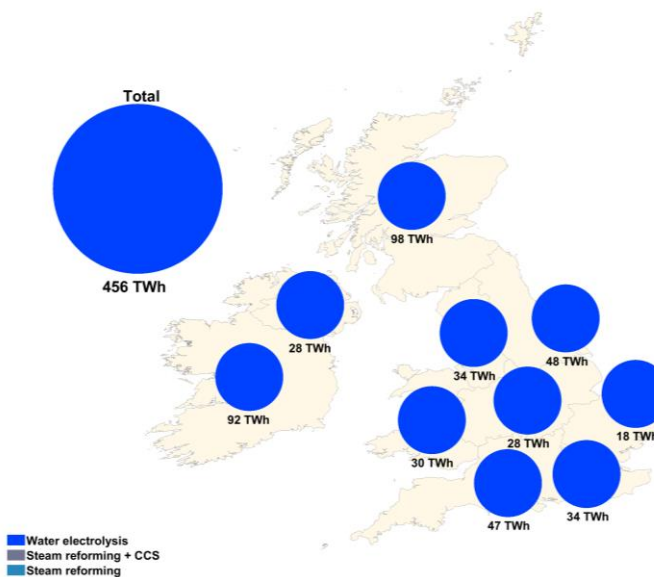 Total
456 TWh
98 TWh
28 TWh
92 TWh
34 TWh
48 TWh
30 TWh
28 TWh
18 TWh
47 TWh
34 TWh
Water electrolysis
Steam reforming + CCS
Steam reforming